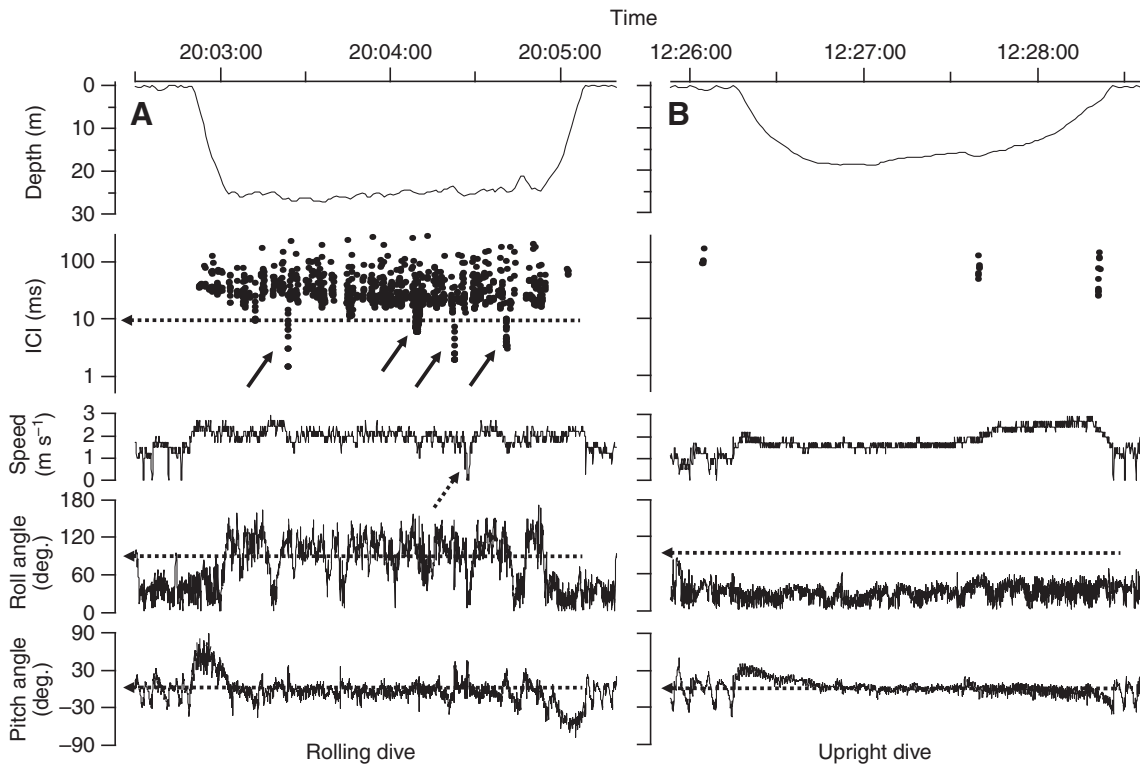 Time
20:03:00 20:04:00 20:05:00 12:26:00 12:27:00 12:28:00
A B
Depth (m)
0
10
20
30
ICI (ms)
100
10
1
Speed
(m s–1)
3
2
1
0
Roll angle
(deg.)
180
120
60
0
Pitch angle
(deg.)
90
30
–30
–90
Rolling dive Upright dive